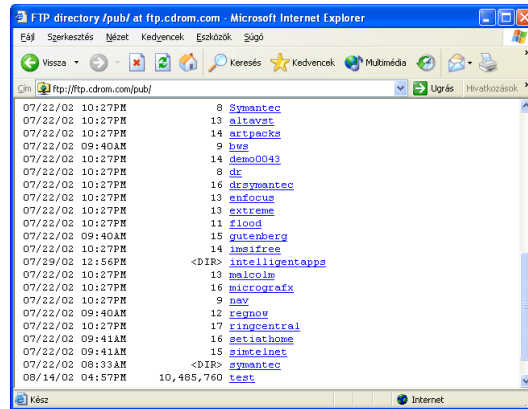 FTP directory /pub/ at ftp.cdrom.com - Microsoft Internet Explorer
Fájl Szerkesztés Nézet Kedvencek Eszközök Súgó
Vissza Keresés Kedvencek Multimédia
Cím ftp://ftp.cdrom.com/pub/ Ugrás Hivatkozások
07/22/02 10:27PM 8 Symantec
07/22/02 10:27PM 13 altavst
07/22/02 10:27PM 14 artpacks
07/22/02 09:40AM 9 bws
07/22/02 10:27PM 14 demo0043
07/22/02 10:27PM 8 dr
07/22/02 10:27PM 16 drsymantec
07/22/02 10:27PM 13 enfocus
07/22/02 10:27PM 13 extreme
07/22/02 10:27PM 11 flood
07/22/02 09:40AM 15 gutenberg
07/22/02 10:27PM 14 imsifree
07/29/02 12:56PM <DIR> intelligentapps
07/22/02 10:27PM 13 malcolm
07/22/02 10:27PM 16 micrografx
07/22/02 10:27PM 9 nav
07/22/02 09:40AM 12 regnow
07/22/02 10:27PM 17 ringcentral
07/22/02 09:41AM 16 setiathome
07/22/02 09:41AM 15 simtelnet
07/22/02 08:33AM <DIR> symantec
08/14/02 04:57PM 10,485,760 test
Kész Internet